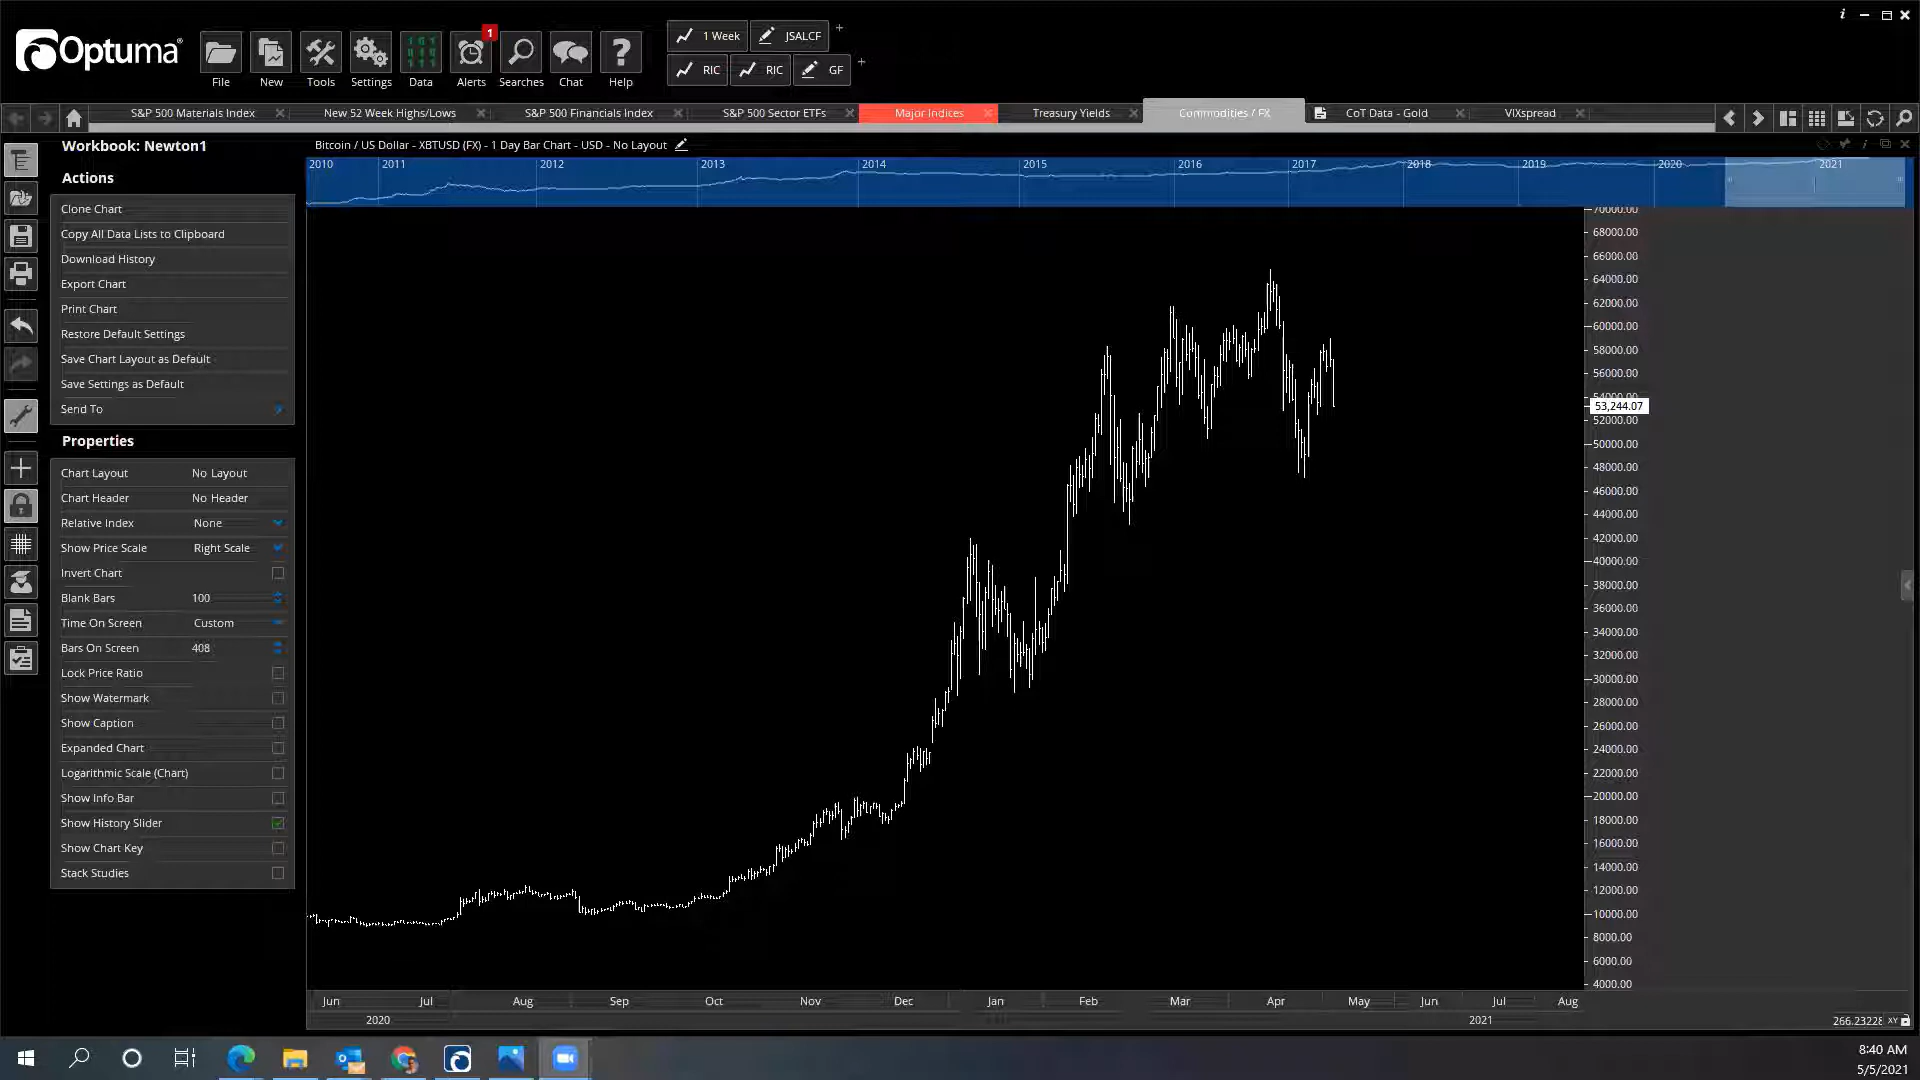 Optuma®
File
New
Tools
Settings
Data
1
Alerts
Searches
Chat
Help
1 Week
JSALCF
+
RIC
RIC
GF
+
S&P 500 Materials Index
New 52 Week Highs/Lows
S&P 500 Financials Index
S&P 500 Sector ETFs
Major Indices
Treasury Yields
Commodities / FX
CoT Data - Gold
VIXspread
Workbook: Newton1
Actions
Clone Chart
Copy All Data Lists to Clipboard
Download History
Export Chart
Print Chart
Restore Default Settings
Save Chart Layout as Default
Save Settings as Default
Send To
Properties
Chart Layout No Layout
Chart Header No Header
Relative Index None
Show Price Scale Right Scale
Invert Chart
Blank Bars 100
Time On Screen Custom
Bars On Screen 408
Lock Price Ratio
Show Watermark
Show Caption
Expanded Chart
Logarithmic Scale (Chart)
Show Info Bar
Show History Slider
Show Chart Key
Stack Studies
Bitcoin / US Dollar - XBTUSD (FX) - 1 Day Bar Chart - USD - No Layout
2010 2011 2012 2013 2014 2015 2016 2017 2018 2019 2020 2021
70000.00
68000.00
66000.00
64000.00
62000.00
60000.00
58000.00
56000.00
54000.00
53,244.07
52000.00
50000.00
48000.00
46000.00
44000.00
42000.00
40000.00
38000.00
36000.00
34000.00
32000.00
30000.00
28000.00
26000.00
24000.00
22000.00
20000.00
18000.00
16000.00
14000.00
12000.00
10000.00
8000.00
6000.00
4000.00
Jun Jul Aug Sep Oct Nov Dec Jan Feb Mar Apr May Jun Jul Aug
2020 2021
266.23228 XY
8:40 AM
5/5/2021